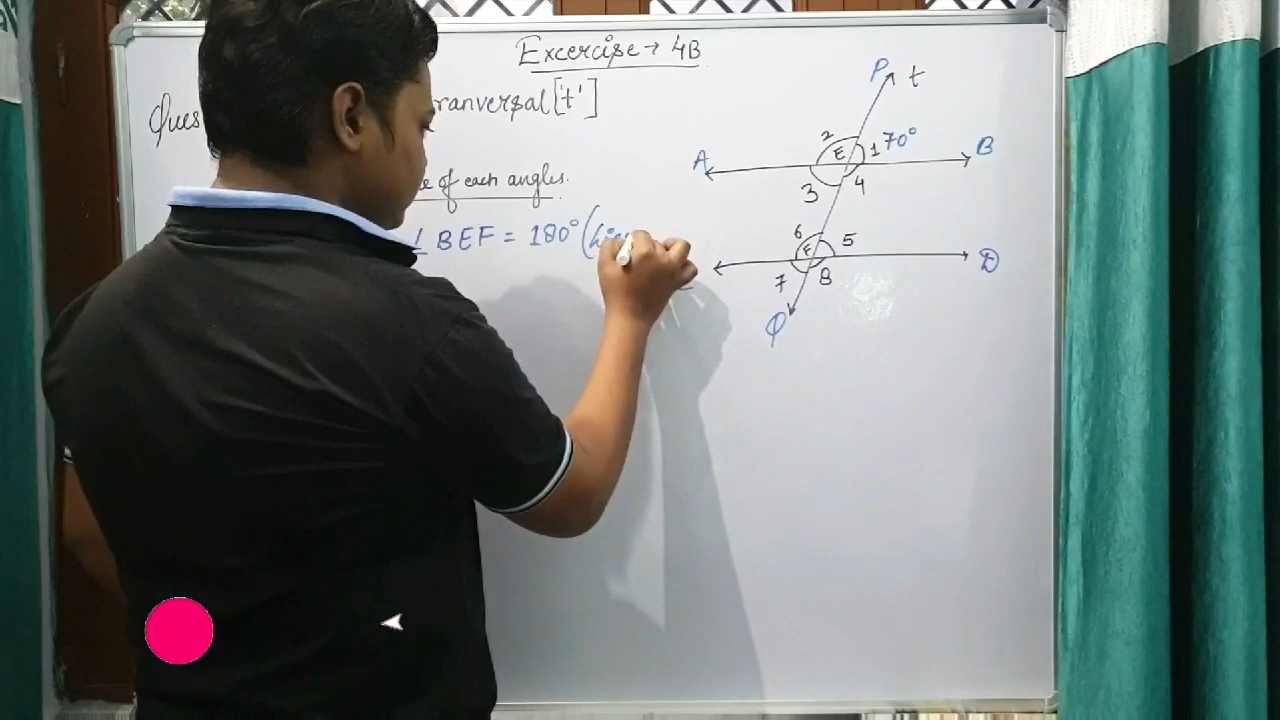 Excercise → 4B
Ques
ranversal ['t']
e of each angles.
∠BEF = 180° (
P t
2 E 1 70°
A B
3 4
6 F 5
D
7 8
Q